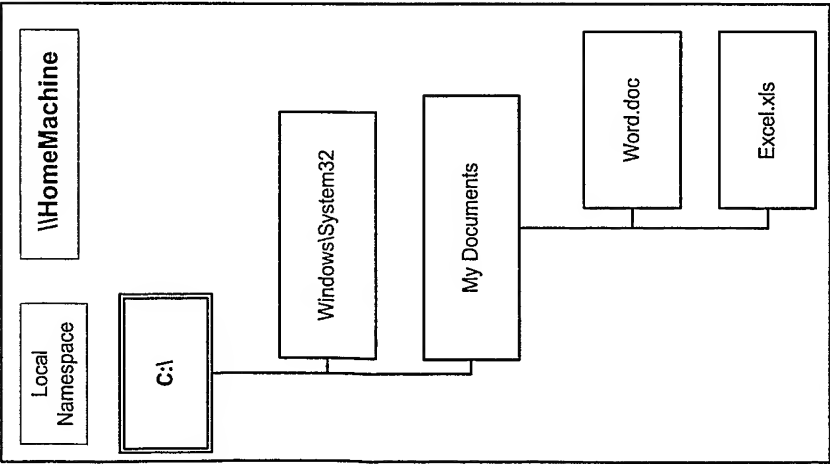 Local
Namespace
\\HomeMachine
C:\
Windows\System32
My Documents
Word.doc
Excel.xls